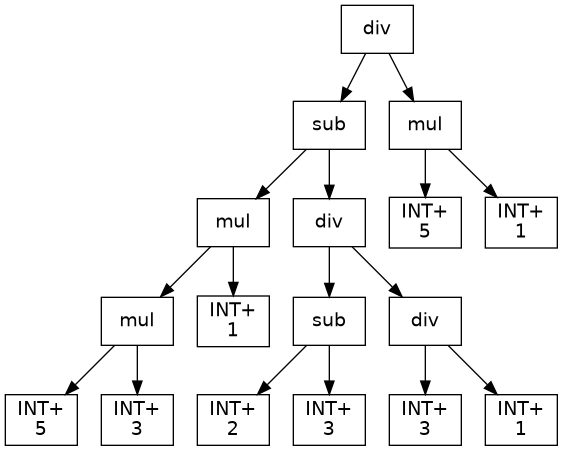 div
sub
mul
mul
div
INT+
5
INT+
1
mul
INT+
1
sub
div
INT+
5
INT+
3
INT+
2
INT+
3
INT+
3
INT+
1